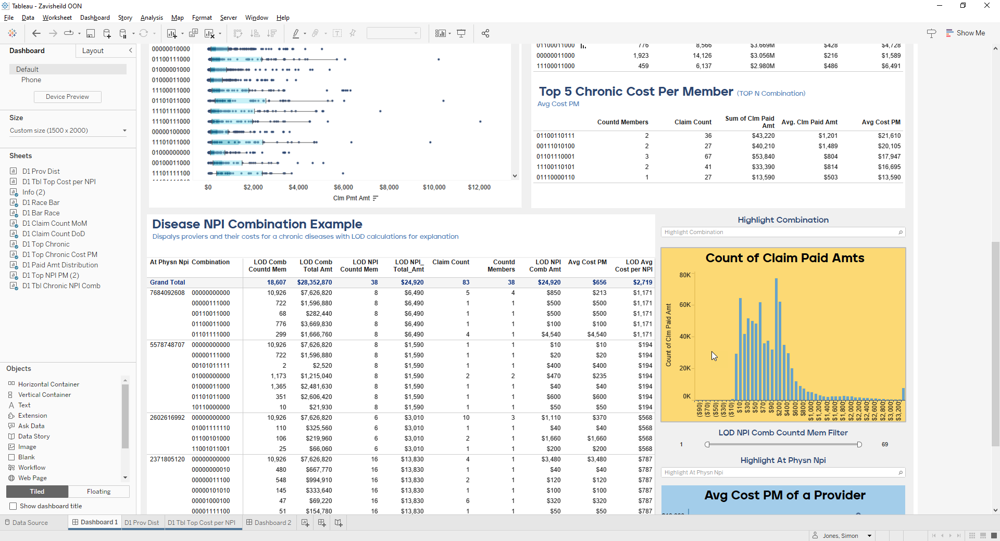 Tableau - Zavisheild OON
File Data Worksheet Dashboard Story Analysis Map Format Server Window Help
Show Me
Dashboard Layout
Default
Phone
Device Preview
Size
Custom size (1500 x 2000)
Sheets
D1 Prov Dist
D1 Tbl Top Cost per NPI
Info (2)
D1 Race Bar
D1 Bar Race
D1 Claim Count MoM
D1 Claim Count DoD
D1 Top Chronic
D1 Top Chronic Cost PM
D1 Paid Amt Distribution
D1 Top NPI PM (2)
D1 Tbl Chronic NPI Comb
Objects
Horizontal Container
Vertical Container
Text
Extension
Ask Data
Data Story
Image
Blank
Workflow
Web Page
Tiled Floating
Show dashboard title
00000010000
01100111000
01000001000
01000011000
11100011000
01101011000
11101111000
11100111000
00000100000
11101011000
01000000000
00100011000
11101111100
$0 $2,000 $4,000 $6,000 $8,000 $10,000 $12,000
Clm Pmt Amt
01100011000 776 8,566 $3.669M $428 $4,728
00000011000 1,923 14,126 $3.056M $216 $1,589
11100011000 459 6,137 $2.980M $486 $6,491
Top 5 Chronic Cost Per Member (TOP N Combination)
Avg Cost PM
Countd Members Claim Count Sum of Clm Paid Amt Avg. Clm Paid Amt Avg Cost PM
01100110111 2 36 $43,220 $1,201 $21,610
00111010100 2 27 $40,210 $1,489 $20,105
01101110001 3 67 $53,840 $804 $17,947
11100110101 2 41 $33,390 $814 $16,695
01110000110 1 27 $13,590 $503 $13,590
Disease NPI Combination Example
Dispalys proviers and their costs for a chronic diseases with LOD calculations for explanation
At Physn Npi Combination LOD Comb Countd Mem LOD Comb Total Amt LOD NPI Countd Mem LOD NPI_ Total_Amt Claim Count Countd Members LOD NPI Comb Amt Avg Cost PM LOD Avg Cost per NPI
Grand Total 18,607 $28,352,870 38 $24,920 83 38 $24,920 $656 $2,719
7684092608 00000000000 10,926 $7,626,820 8 $6,490 5 4 $850 $213 $1,171
00000111000 722 $1,596,880 8 $6,490 1 1 $500 $500 $1,171
00110011000 68 $282,440 8 $6,490 1 1 $500 $500 $1,171
01100011000 776 $3,669,830 8 $6,490 1 1 $100 $100 $1,171
01101111000 299 $1,666,760 8 $6,490 4 1 $4,540 $4,540 $1,171
5578748707 00000000000 10,926 $7,626,820 8 $1,590 1 1 $10 $10 $194
00000111000 722 $1,596,880 8 $1,590 1 1 $20 $20 $194
00101011111 2 $2,520 8 $1,590 1 1 $400 $400 $194
01000000000 1,173 $1,215,040 8 $1,590 2 2 $470 $235 $194
01000011000 1,365 $2,481,630 8 $1,590 1 1 $40 $40 $194
01101011000 351 $2,606,420 8 $1,590 1 1 $600 $600 $194
10110000000 10 $21,930 8 $1,590 1 1 $50 $50 $194
2602616992 00000000000 10,926 $7,626,820 6 $3,010 10 3 $1,110 $370 $568
01001111110 110 $325,560 6 $3,010 1 1 $40 $40 $568
01100101000 106 $219,960 6 $3,010 2 1 $1,660 $1,660 $568
11001011001 25 $66,060 6 $3,010 1 1 $200 $200 $568
2371805120 00000000000 10,926 $7,626,820 16 $13,830 4 1 $3,480 $3,480 $787
00000000010 480 $667,770 16 $13,830 1 1 $40 $40 $787
00000011100 548 $994,910 16 $13,830 2 1 $120 $120 $787
00000101010 145 $333,640 16 $13,830 1 1 $100 $100 $787
00001000100 47 $69,220 16 $13,830 6 1 $320 $320 $787
00001111100 51 $154,780 16 $13,830 1 1 $50 $50 $787
Highlight Combination
Highlight Combination
Count of Claim Paid Amts
80K
60K
40K
20K
0K
Count of Clm Paid Amt
($90) ($70) ($50) ($30) ($10) $10 $30 $50 $70 $90 $200 $400 $600 $800 $1,000 $1,200 $1,400 $1,600 $1,800 $2,000 $2,200 $2,400 $2,600 $2,800 $3,000 $3,200
LOD NPI Comb Countd Mem Filter
1 69
Highlight At Physn Npi
Highlight At Physn Npi
Avg Cost PM of a Provider
Data Source Dashboard 1 D1 Prov Dist D1 Tbl Top Cost per NPI Dashboard 2
Jones, Simon